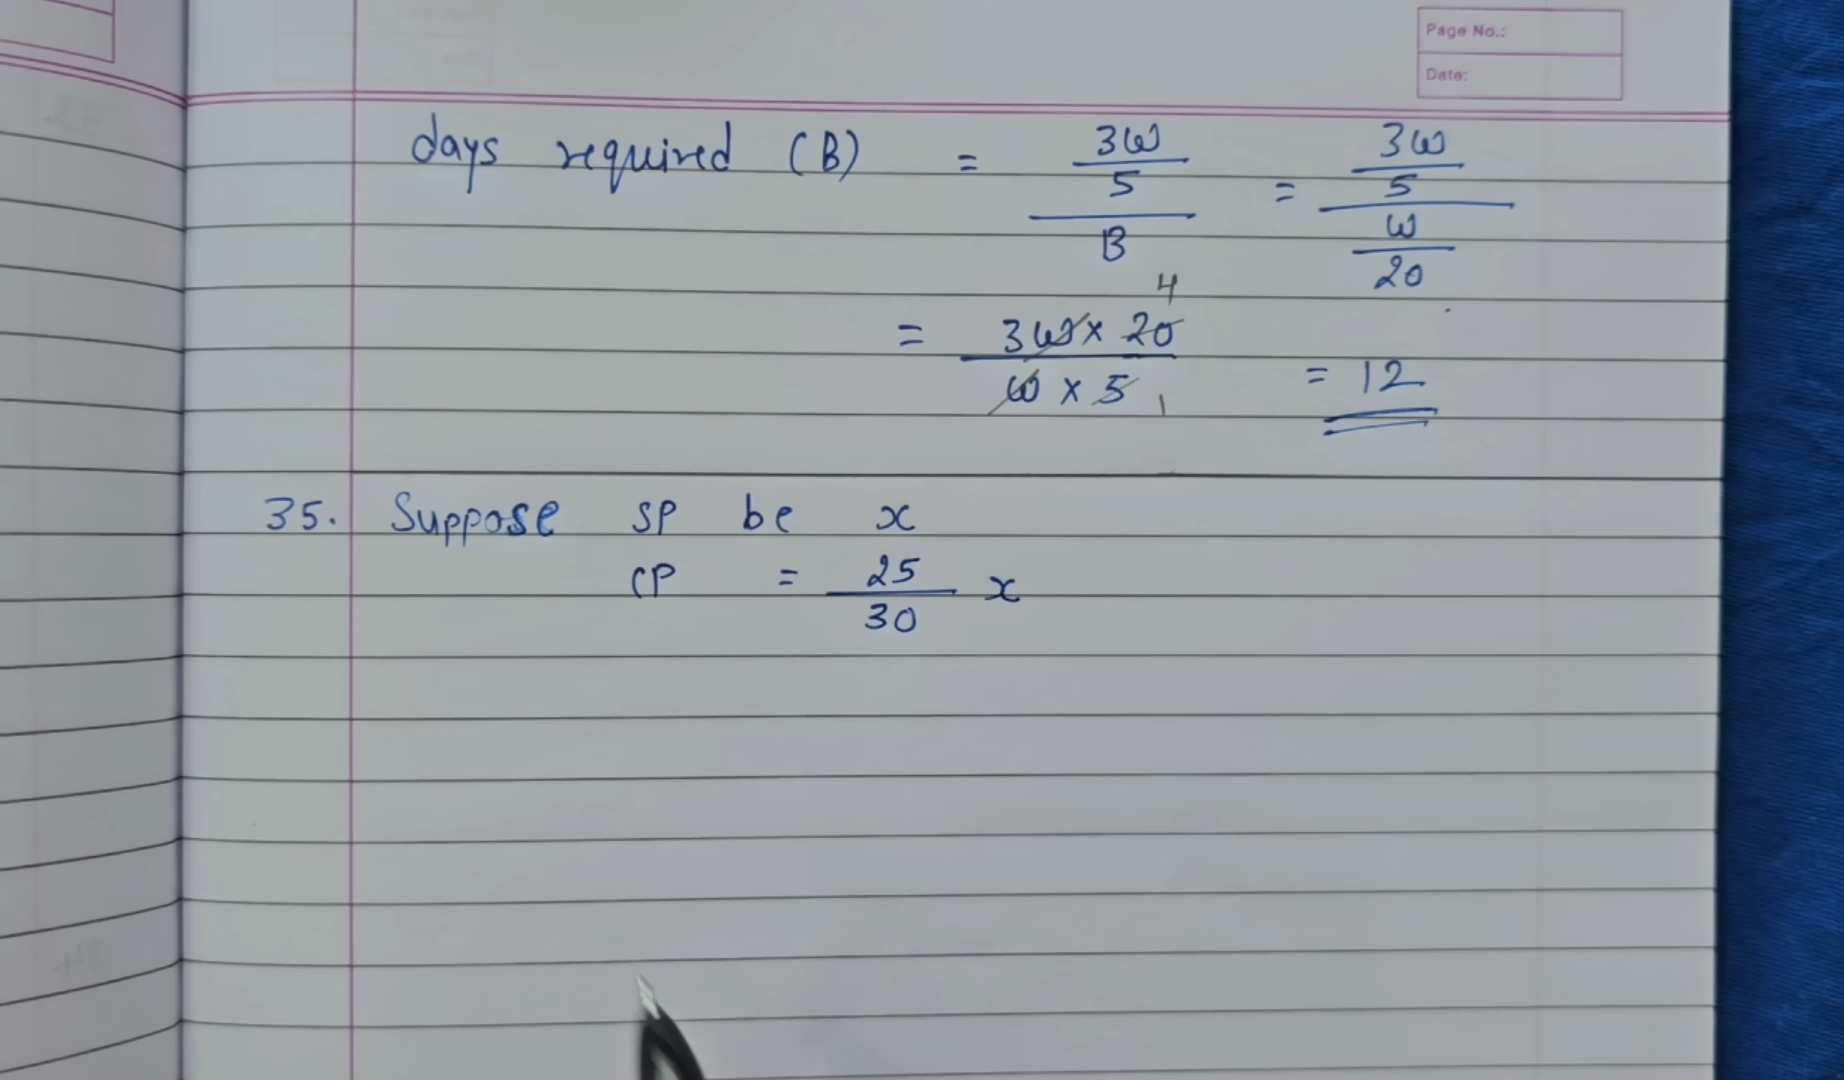 Page No.:
Date:
days required (B) = 3W/5 / B = 3W/5 / W/20
4
= 3W × 20 / W × 5 = 12
1
35. Suppose SP be x
CP = 25/30 x